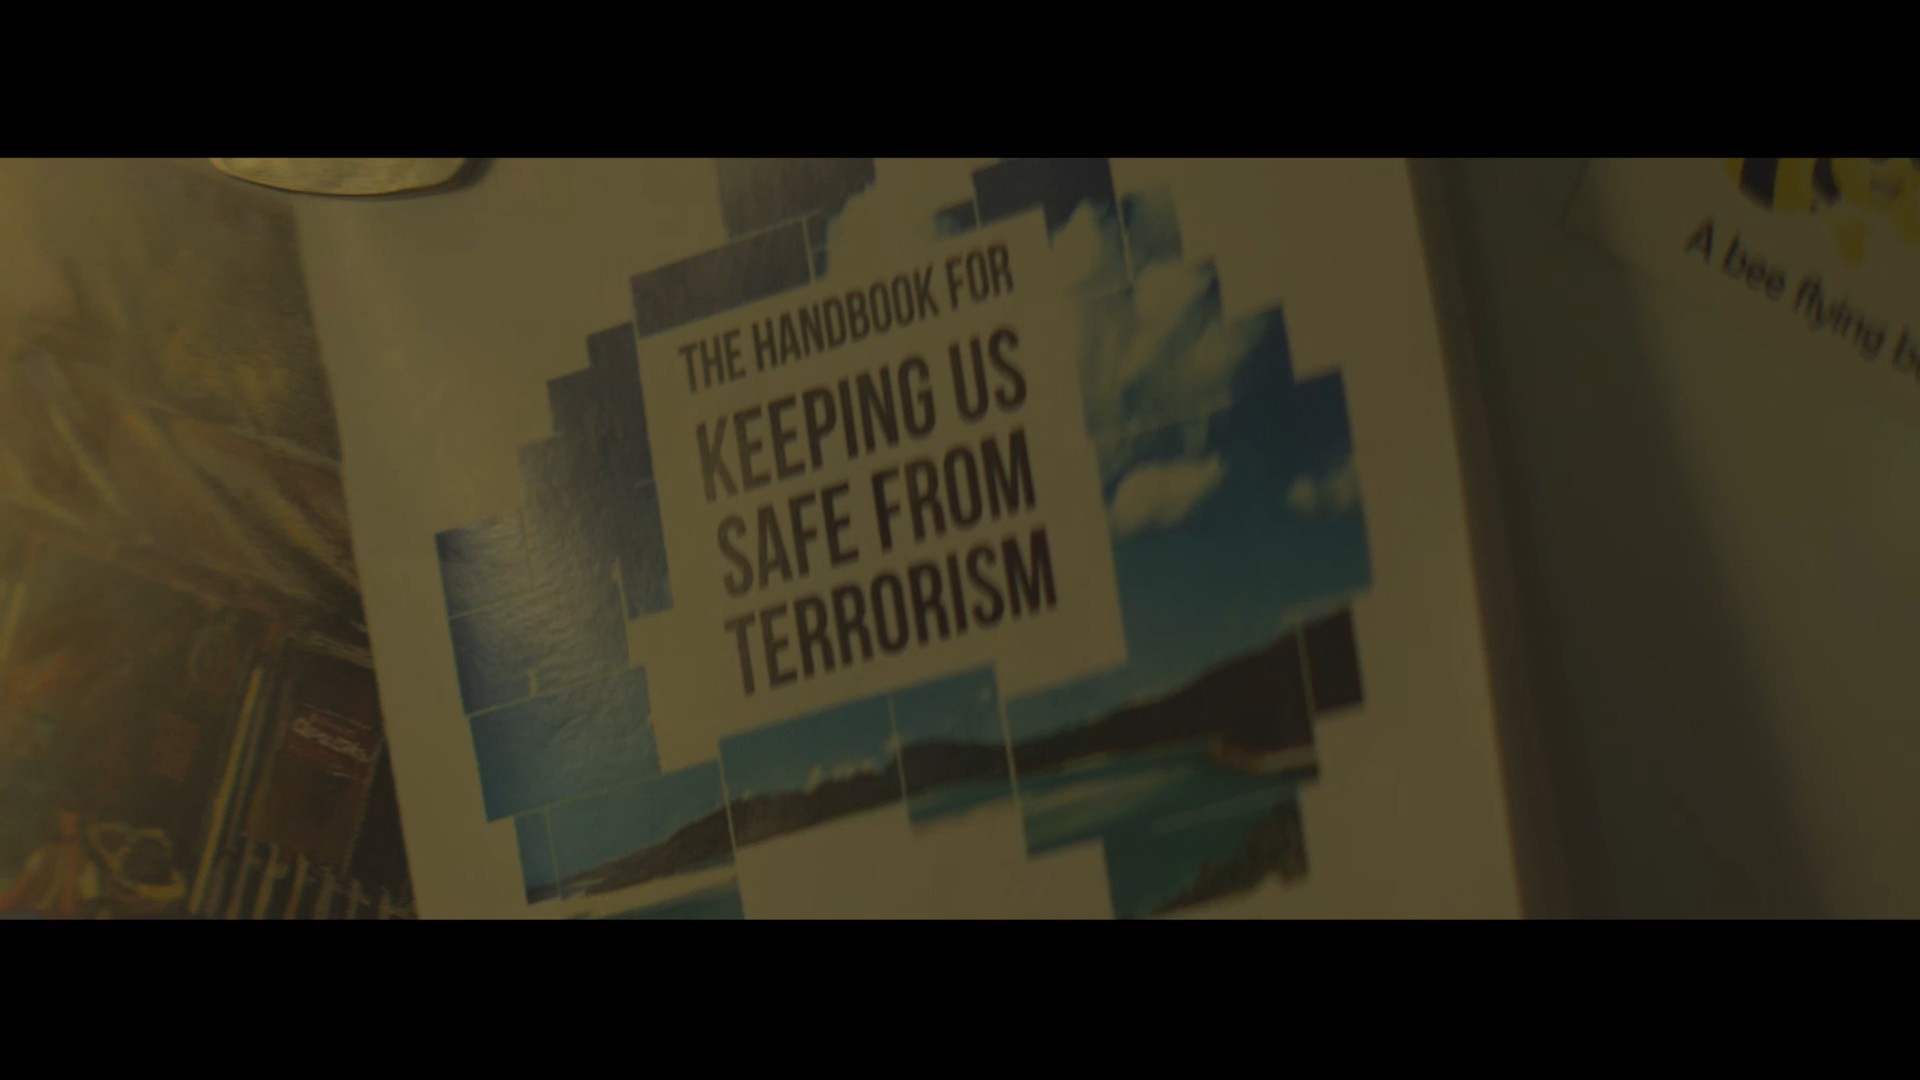 THE HANDBOOK FOR
KEEPING US
SAFE FROM
TERRORISM
A bee flying